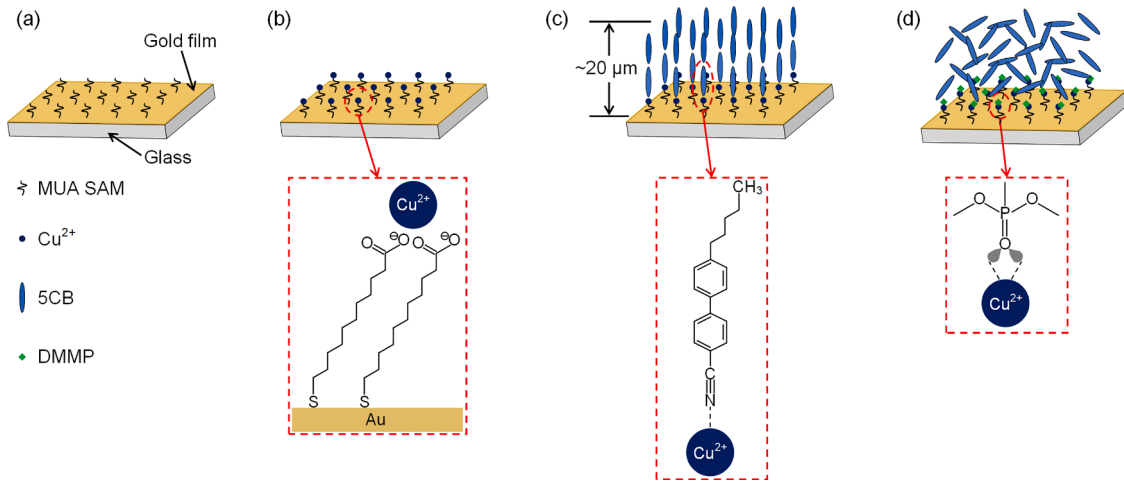 (a)
Gold film
Glass
MUA SAM
Cu²⁺
5CB
DMMP
(b)
Cu²⁺
O
⊖O
O
⊖O
S
S
Au
(c)
~20 μm
CH₃
C
N
Cu²⁺
(d)
O
P
O
O
Cu²⁺